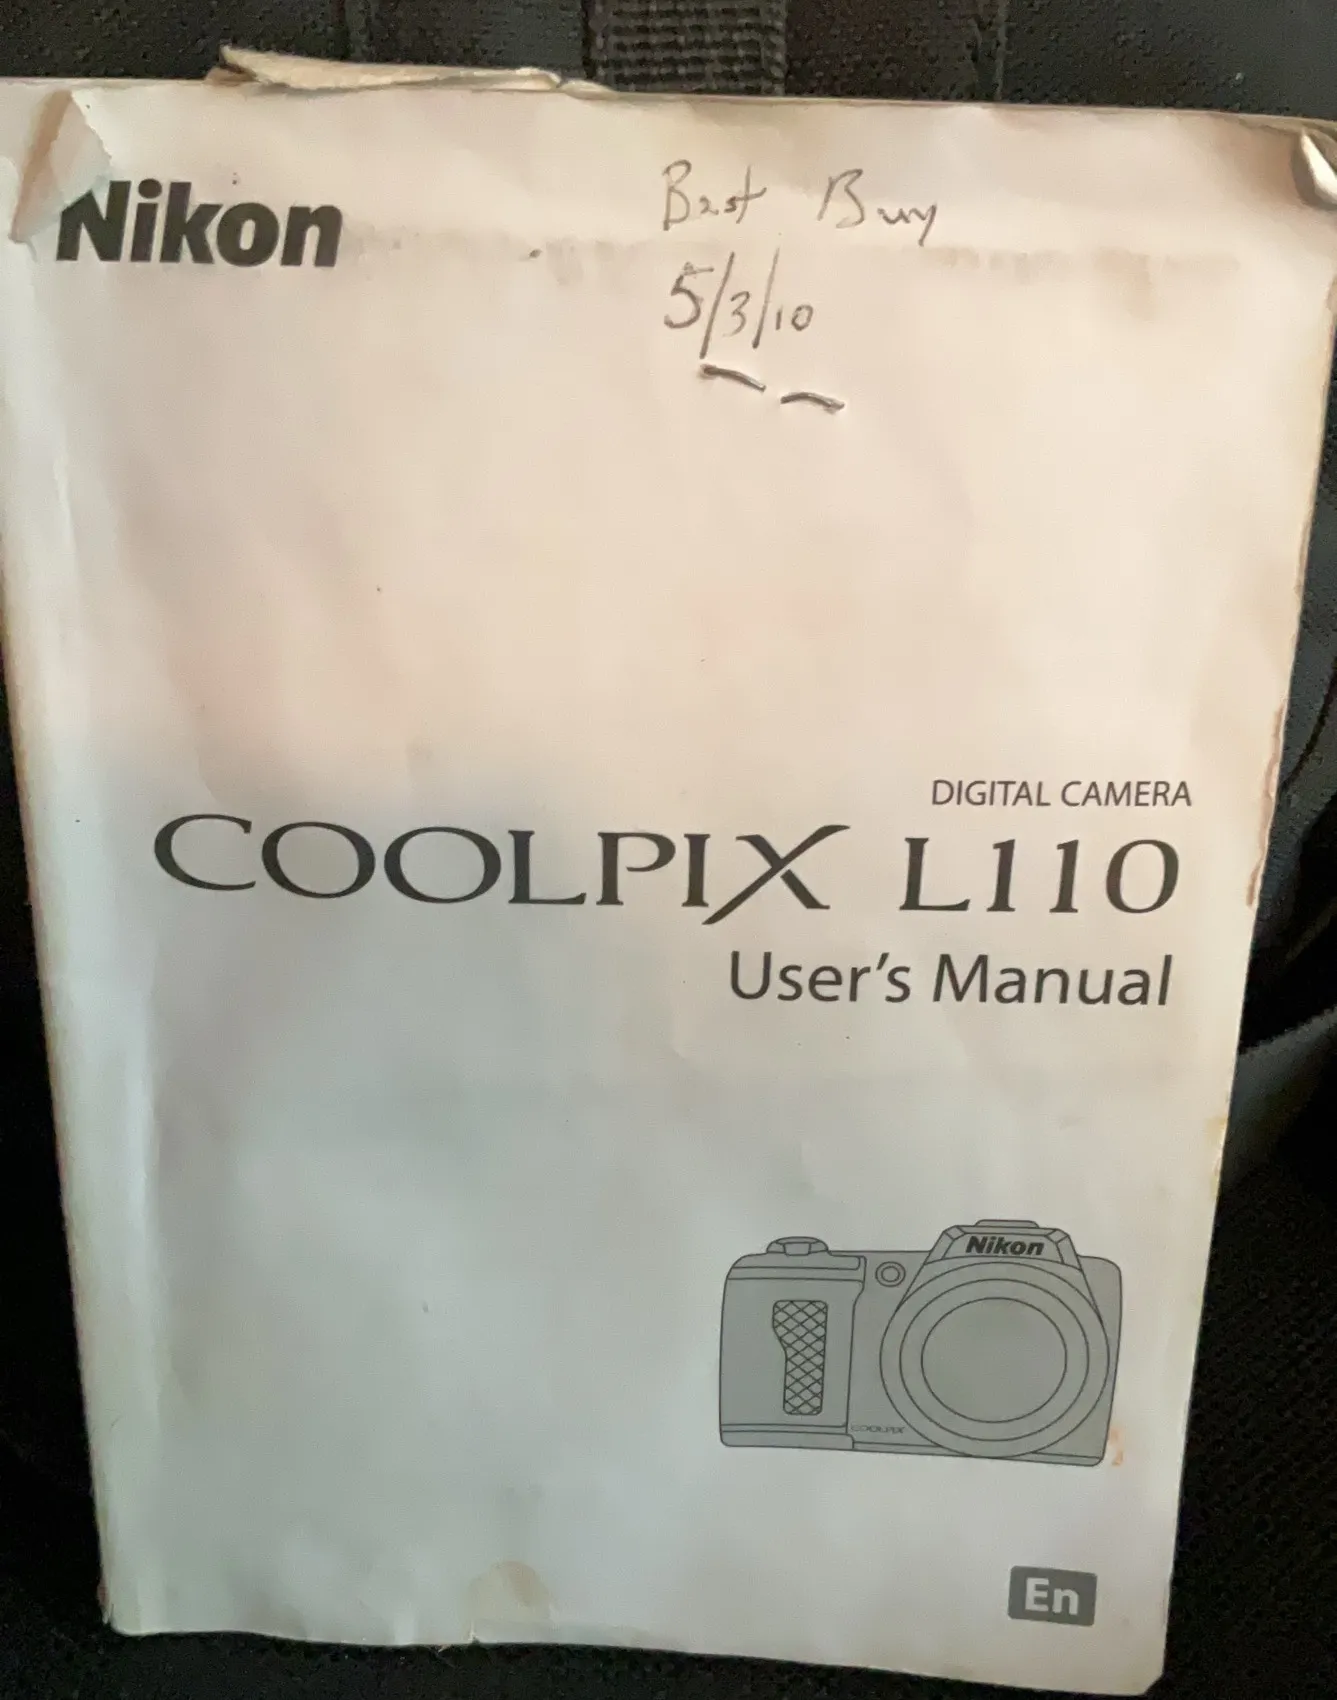 Nikon
Best Buy
5/3/10
DIGITAL CAMERA
COOLPIX L110
User's Manual
Nikon
COOLPIX
En